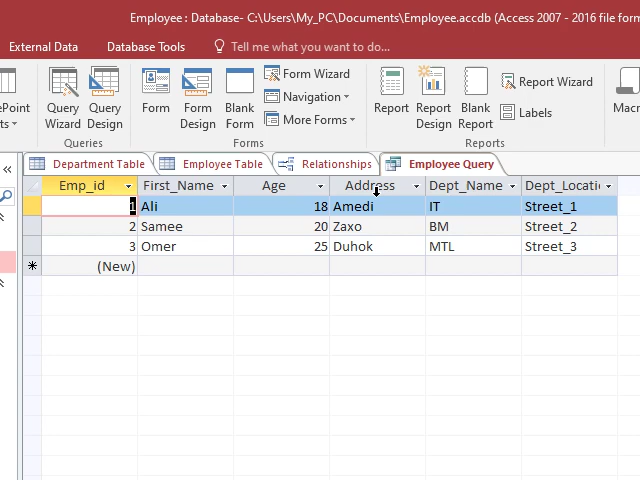 Employee : Database- C:\Users\My_PC\Documents\Employee.accdb (Access 2007 - 2016 file form
External Data Database Tools Tell me what you want to do...
ePoint
ts
Query Wizard
Query Design
Queries
Form
Form Design
Blank Form
Form Wizard
Navigation
More Forms
Forms
Report
Report Design
Blank Report
Report Wizard
Labels
Reports
Macr
Department Table Employee Table Relationships Employee Query
Emp_id First_Name Age Address Dept_Name Dept_Locati
1 Ali 18 Amedi IT Street_1
2 Samee 20 Zaxo BM Street_2
3 Omer 25 Duhok MTL Street_3
(New)